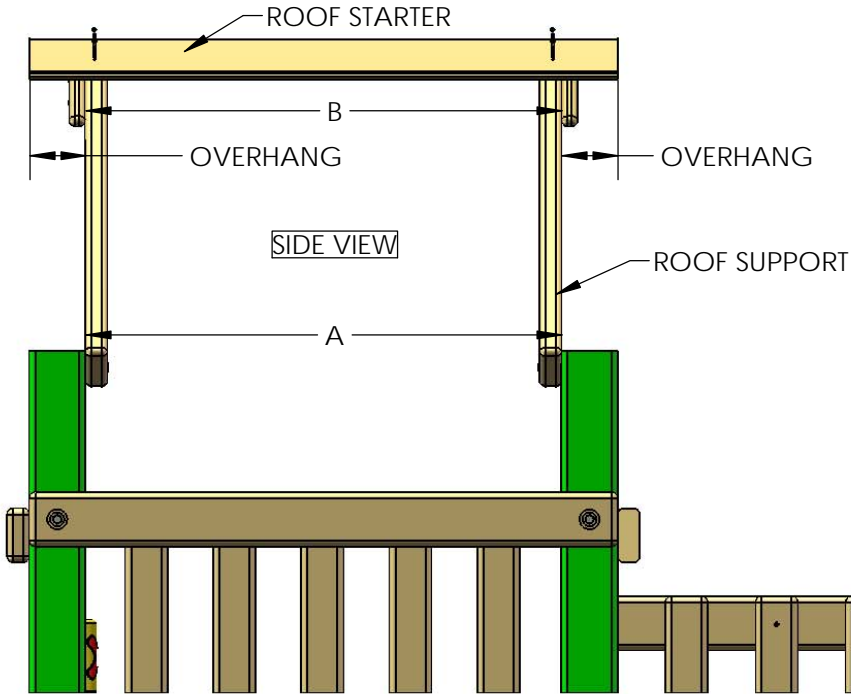 ROOF STARTER
B
OVERHANG
OVERHANG
SIDE VIEW
ROOF SUPPORT
A